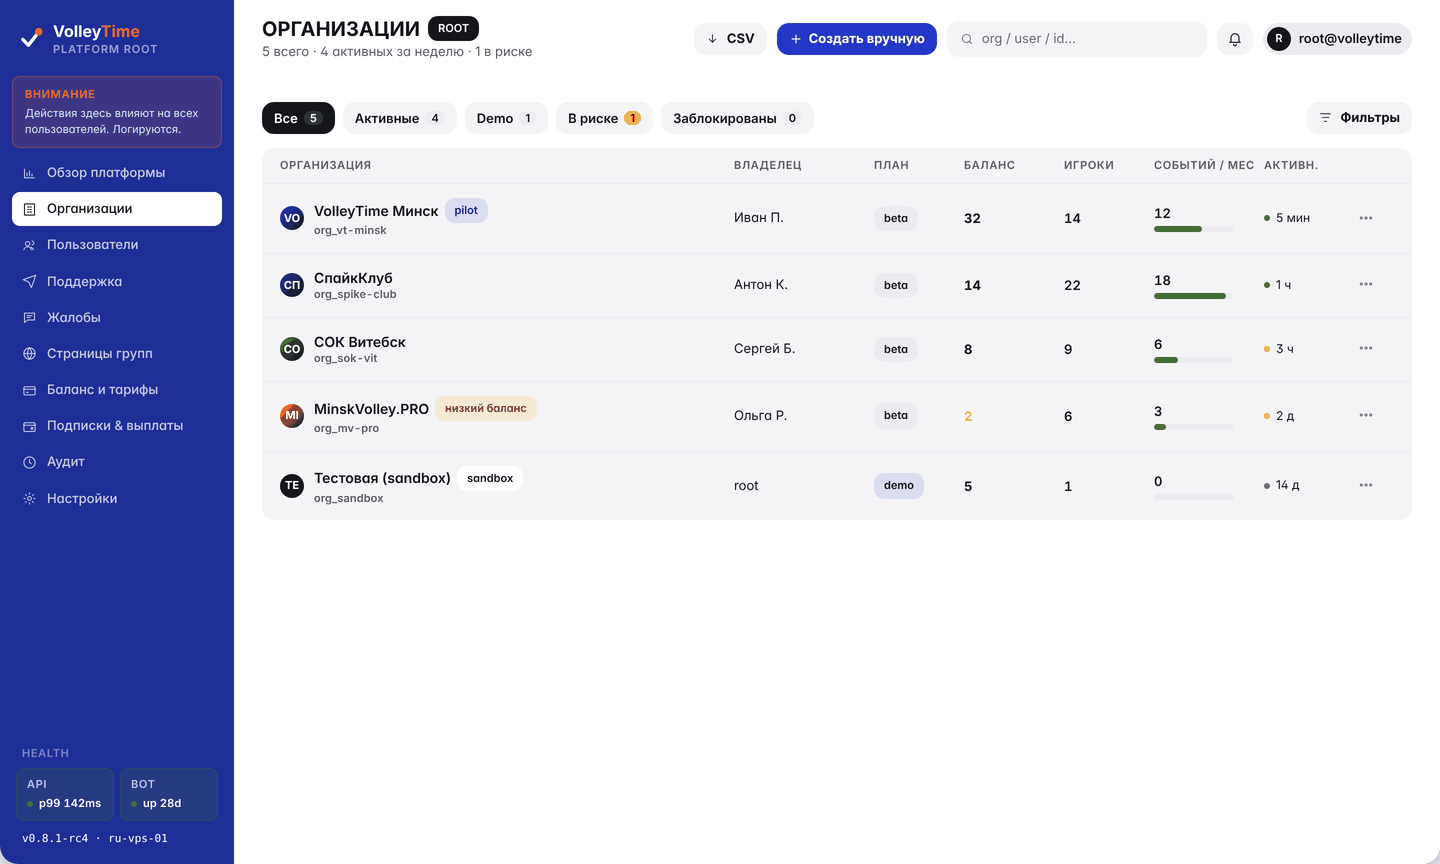 VolleyTime
PLATFORM ROOT
ВНИМАНИЕ
Действия здесь влияют на всех
пользователей. Логируются.
Обзор платформы
Организации
Пользователи
Поддержка
Жалобы
Страницы групп
Баланс и тарифы
Подписки & выплаты
Аудит
Настройки
HEALTH
API
p99 142ms
BOT
up 28d
v0.8.1-rc4 · ru-vps-01
ОРГАНИЗАЦИИ ROOT
5 всего · 4 активных за неделю · 1 в риске
CSV
Создать вручную
org / user / id...
R root@volleytime
Все 5
Активные 4
Demo 1
В риске 1
Заблокированы 0
Фильтры
ОРГАНИЗАЦИЯ ВЛАДЕЛЕЦ ПЛАН БАЛАНС ИГРОКИ СОБЫТИЙ / МЕС АКТИВН.
VO VolleyTime Минск pilot
org_vt-minsk
Иван П. beta 32 14 12 5 мин
СП СпайкКлуб
org_spike-club
Антон К. beta 14 22 18 1 ч
СО СОК Витебск
org_sok-vit
Сергей Б. beta 8 9 6 3 ч
MI MinskVolley.PRO низкий баланс
org_mv-pro
Ольга Р. beta 2 6 3 2 д
ТЕ Тестовая (sandbox) sandbox
org_sandbox
root demo 5 1 0 14 д